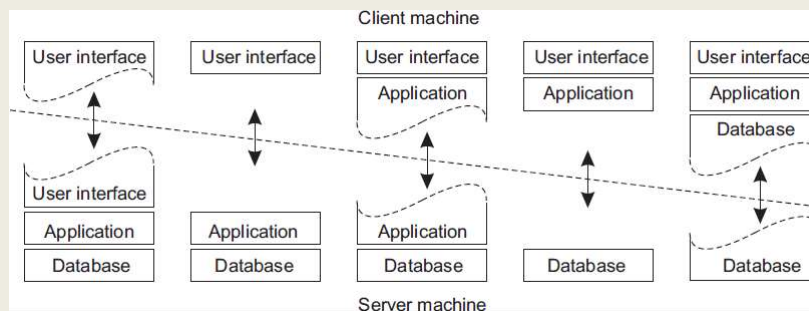 Client machine
User interface User interface User interface User interface User interface
Application Application Application
Database
User interface
Application Application Application
Database Database Database Database Database
Server machine